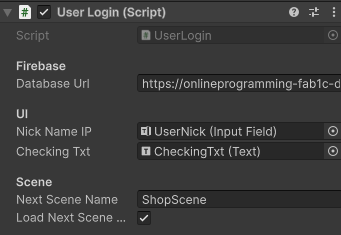 User Login (Script)
Script UserLogin
Firebase
Database Url https://onlineprogramming-fab1c-d
UI
Nick Name IP UserNick (Input Field)
Checking Txt CheckingTxt (Text)
Scene
Next Scene Name ShopScene
Load Next Scene ...